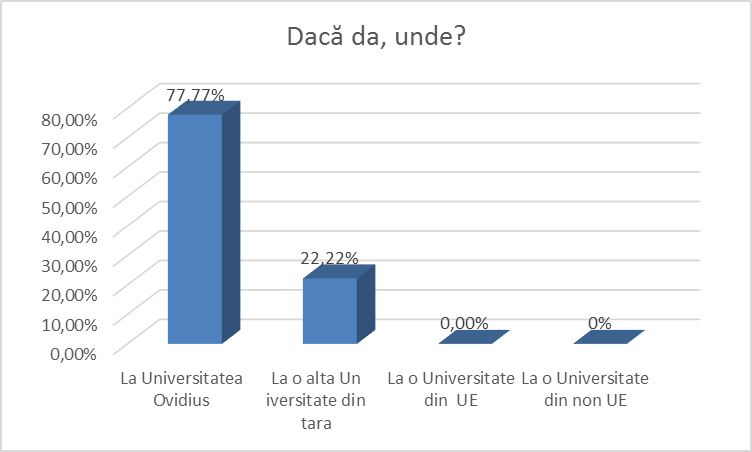 Dacă da, unde?
77,77%
80,00%
70,00%
60,00%
50,00%
40,00%
30,00%
20,00%
10,00%
0,00%
22,22%
0,00%
0%
La Universitatea
Ovidius
La o alta Un
iversitate din
tara
La o Universitate
din UE
La o Universitate
din non UE